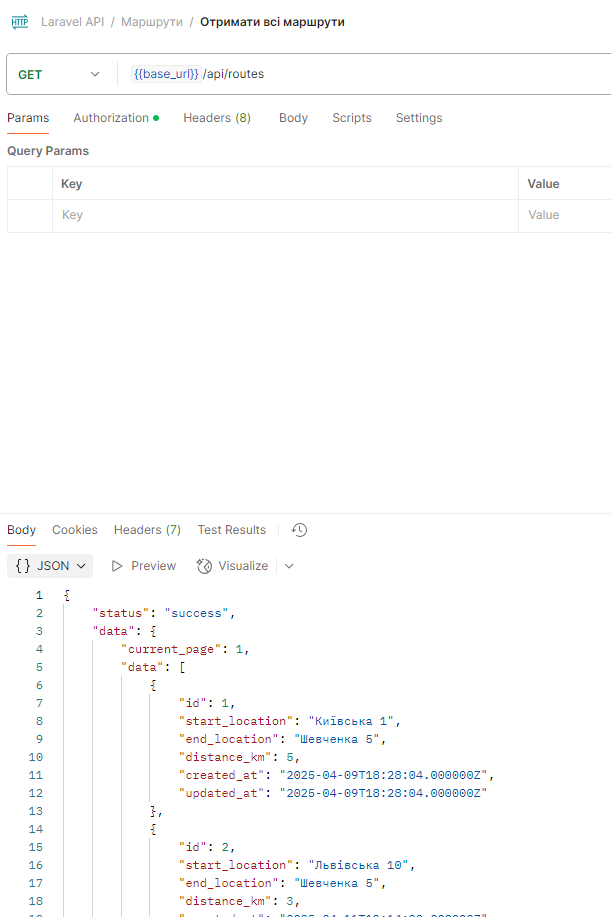 HTTP Laravel API / Маршрути / Отримати всі маршрути
GET {{base_url}} /api/routes
Params Authorization Headers (8) Body Scripts Settings
Query Params
Key Value
Key Value
Body Cookies Headers (7) Test Results
{} JSON Preview Visualize
1 {
2 "status": "success",
3 "data": {
4 "current_page": 1,
5 "data": [
6 {
7 "id": 1,
8 "start_location": "Київська 1",
9 "end_location": "Шевченка 5",
10 "distance_km": 5,
11 "created_at": "2025-04-09T18:28:04.000000Z",
12 "updated_at": "2025-04-09T18:28:04.000000Z"
13 },
14 {
15 "id": 2,
16 "start_location": "Львівська 10",
17 "end_location": "Шевченка 5",
18 "distance_km": 3,